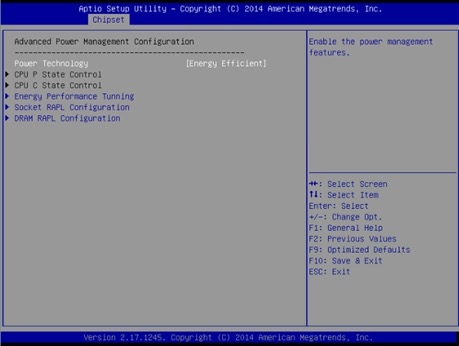 Aptio Setup Utility – Copyright (C) 2014 American Megatrends, Inc.
Chipset
Advanced Power Management Configuration
Power Technology [Energy Efficient]
CPU P State Control
CPU C State Control
Energy Performance Tunning
Socket RAPL Configuration
DRAM RAPL Configuration
Enable the power management
features.
→←: Select Screen
↑↓: Select Item
Enter: Select
+/-: Change Opt.
F1: General Help
F2: Previous Values
F9: Optimized Defaults
F10: Save & Exit
ESC: Exit
Version 2.17.1245. Copyright (C) 2014 American Megatrends, Inc.